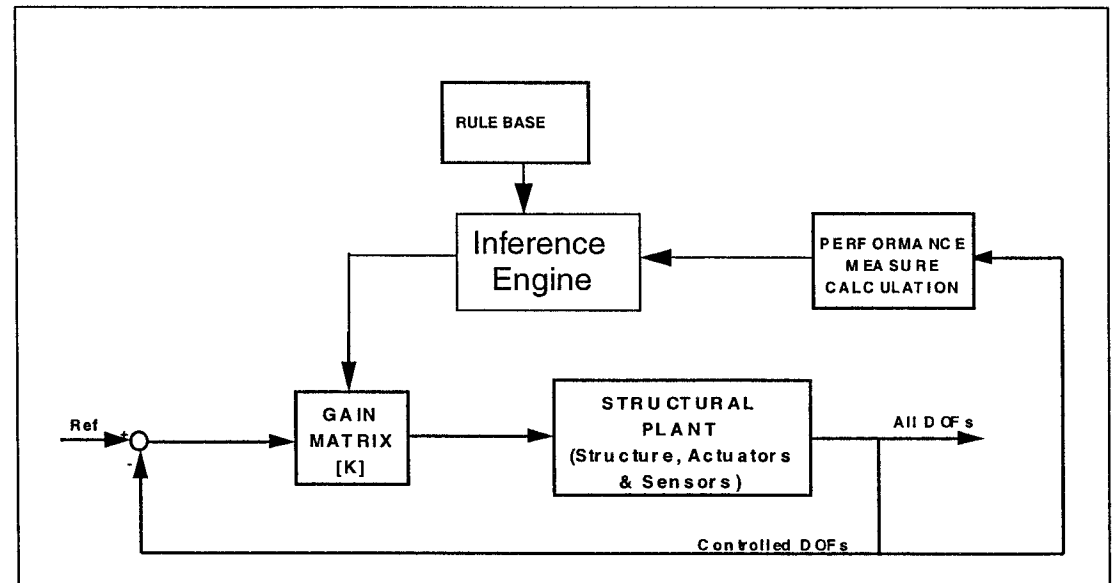 RULE BASE
Inference
Engine
PERFORMANCE
MEASURE
CALCULATION
Ref
+
-
GAIN
MATRIX
[K]
STRUCTURAL
PLANT
(Structure, Actuators
& Sensors)
All DOFs
Controlled DOFs